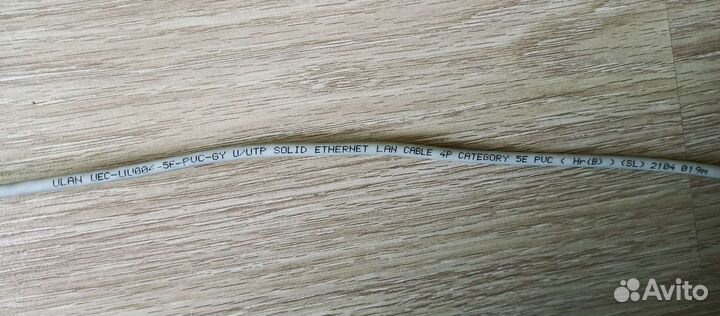 ULAN UEC-UU004-5E-PVC-GY U/UTP SOLID ETHERNET LAN CABLE 4P CATEGORY 5E PVC ( Нг(B) ) (SL) 2104 019m
Avito